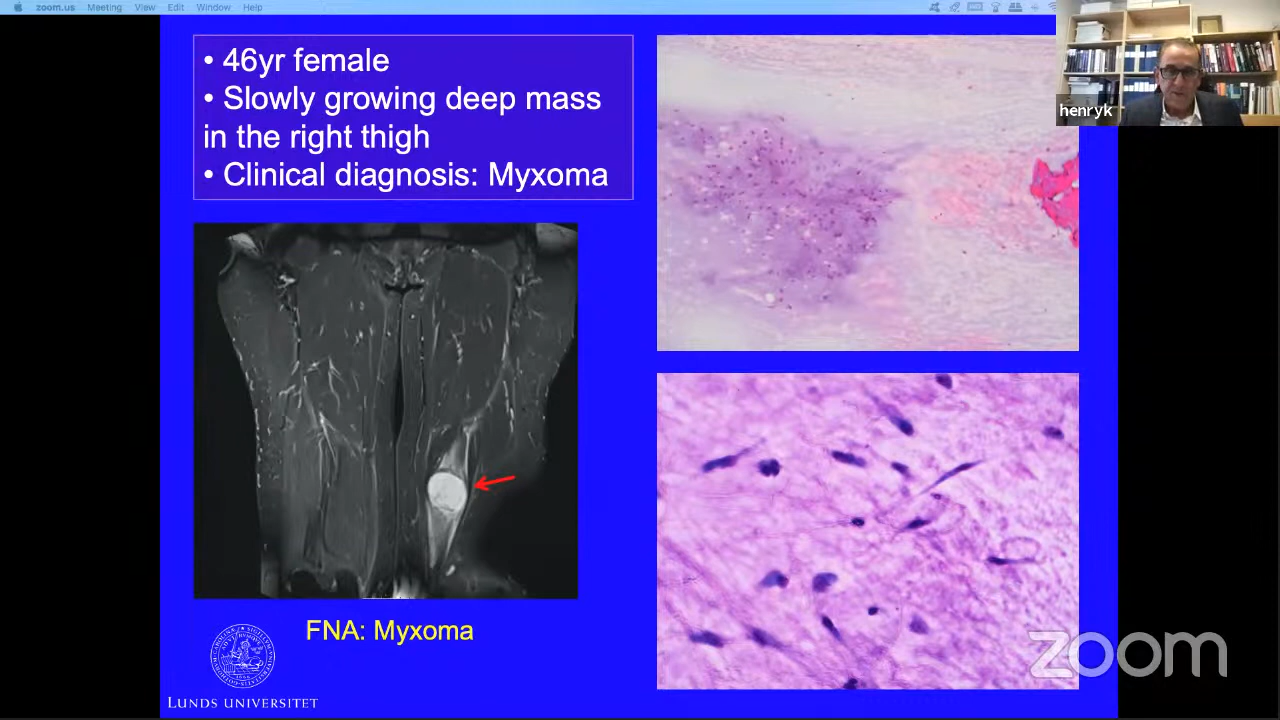 zoom.us Meeting View Edit Window Help
henryk
• 46yr female
• Slowly growing deep mass
in the right thigh
• Clinical diagnosis: Myxoma
FNA: Myxoma
LUNDS UNIVERSITET
zoom